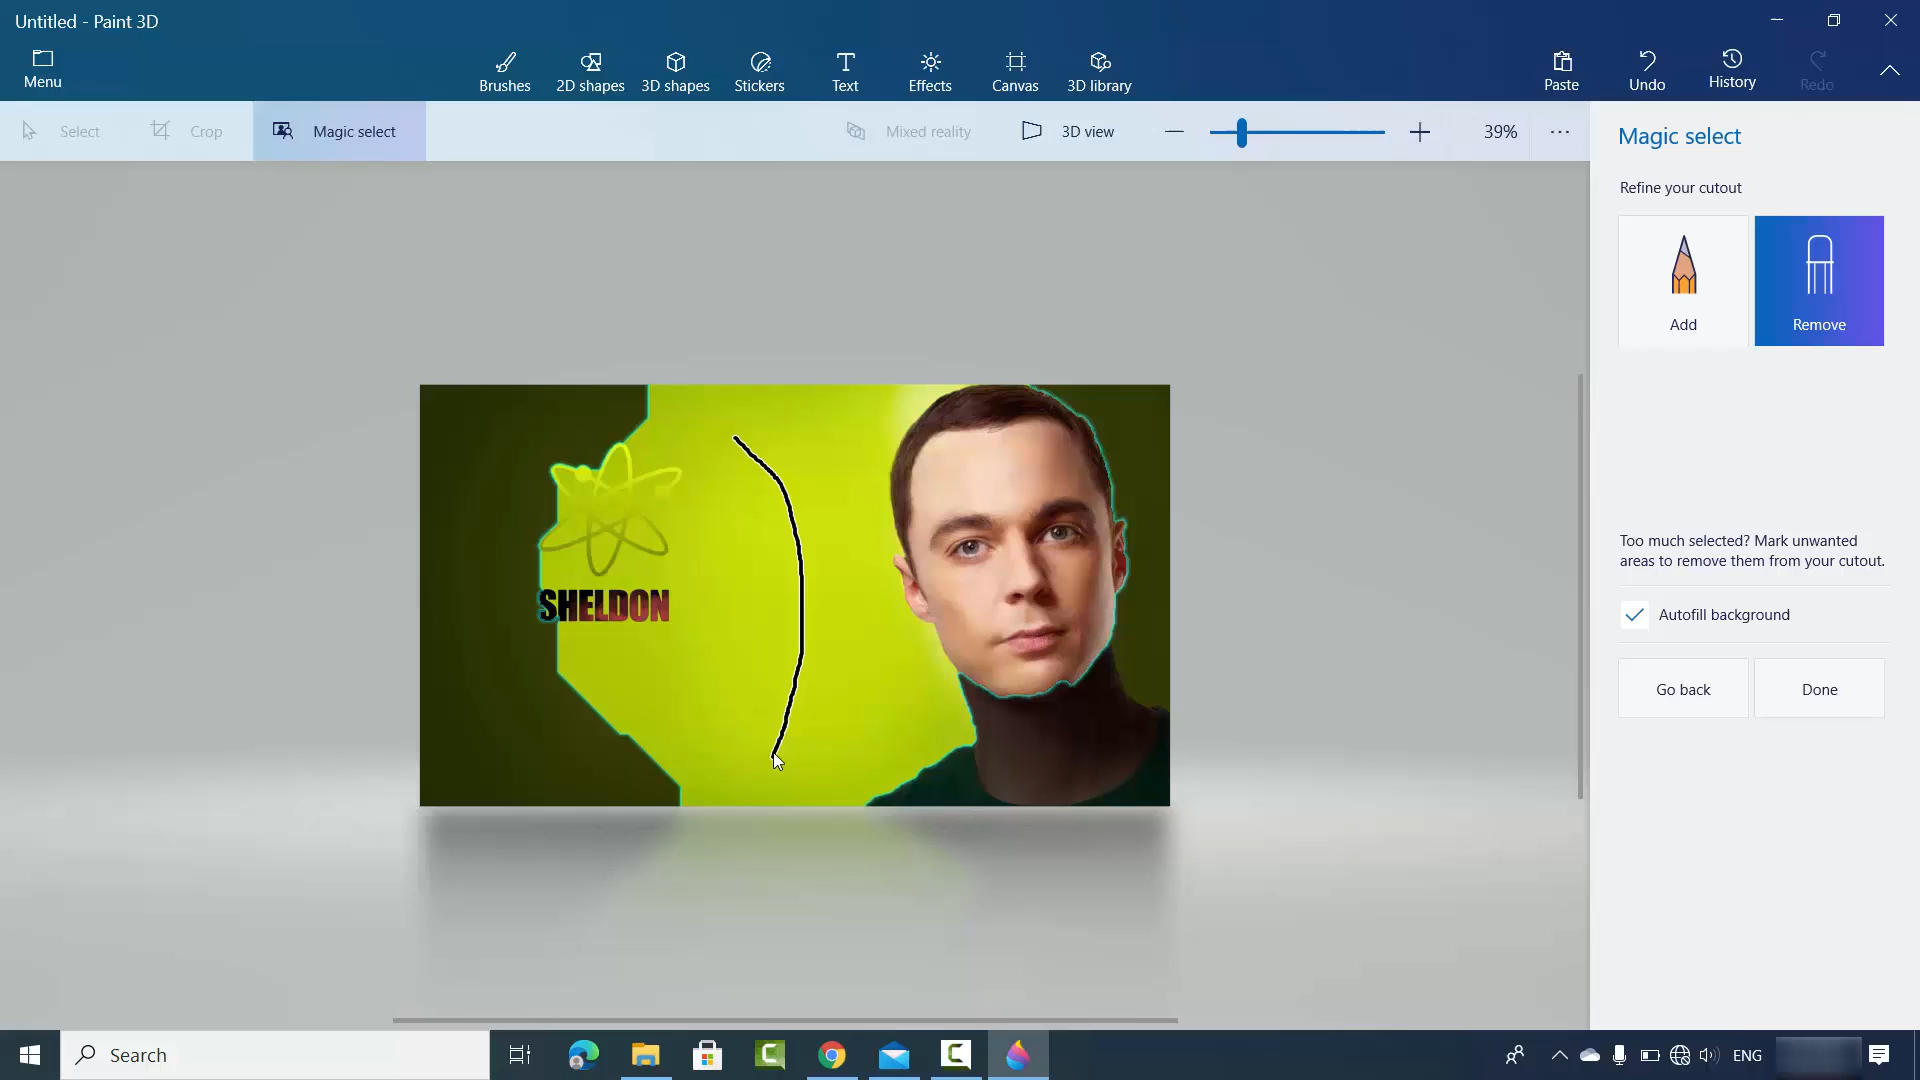 Untitled - Paint 3D
Menu
Brushes
2D shapes
3D shapes
Stickers
Text
Effects
Canvas
3D library
Paste
Undo
History
Redo
Select
Crop
Magic select
Mixed reality
3D view
39%
Magic select
Refine your cutout
Add
Remove
SHELDON
Too much selected? Mark unwanted
areas to remove them from your cutout.
Autofill background
Go back
Done
Search
ENG